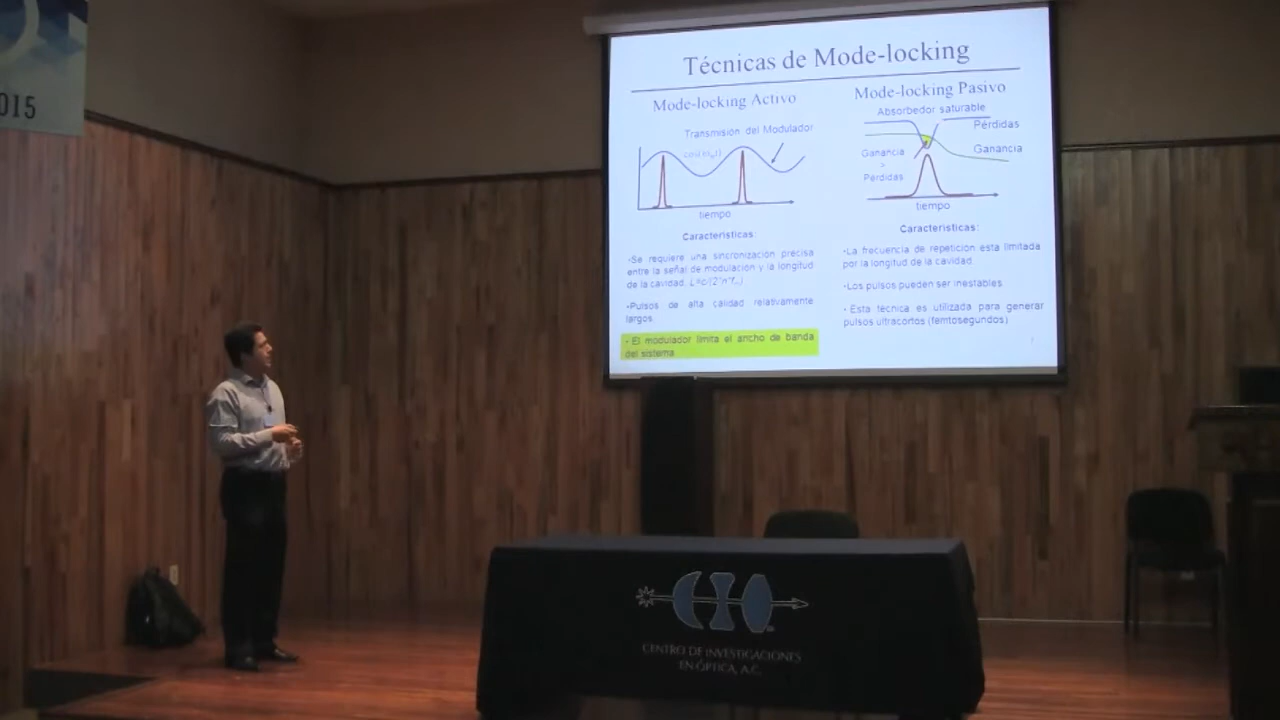 2015
Técnicas de Mode-locking
Mode-locking Activo
Transmisión del Modulador
tiempo
Características:
-Se requiere una sincronización precisa
entre la señal de modulación y la longitud
de la cavidad.
-Pulsos de alta calidad relativamente
largos
- El modulador limita el ancho de banda
del sistema
Mode-locking Pasivo
Absorbedor saturable
Pérdidas
Ganancia
Ganancia
>
Pérdidas
tiempo
Características:
-La frecuencia de repetición esta limitada
por la longitud de la cavidad.
-Los pulsos pueden ser inestables
- Esta técnica es utilizada para generar
pulsos ultracortos (femtosegundos)
CIO
CENTRO DE INVESTIGACIONES
EN ÓPTICA, A.C.